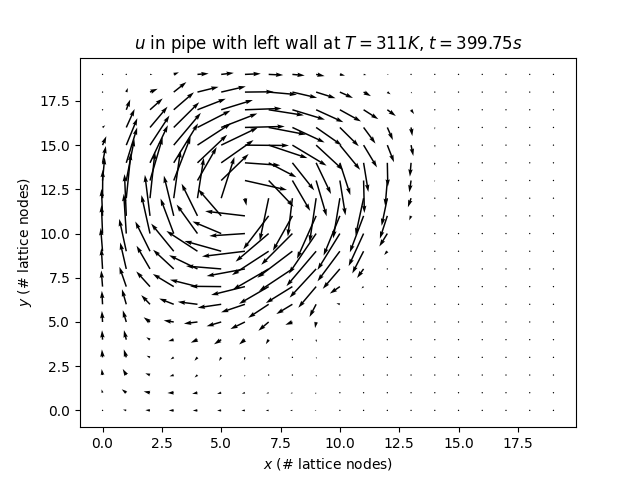 u in pipe with left wall at T = 311K, t = 399.75s
17.5
15.0
12.5
10.0
7.5
5.0
2.5
0.0
y (# lattice nodes)
0.0 2.5 5.0 7.5 10.0 12.5 15.0 17.5
x (# lattice nodes)